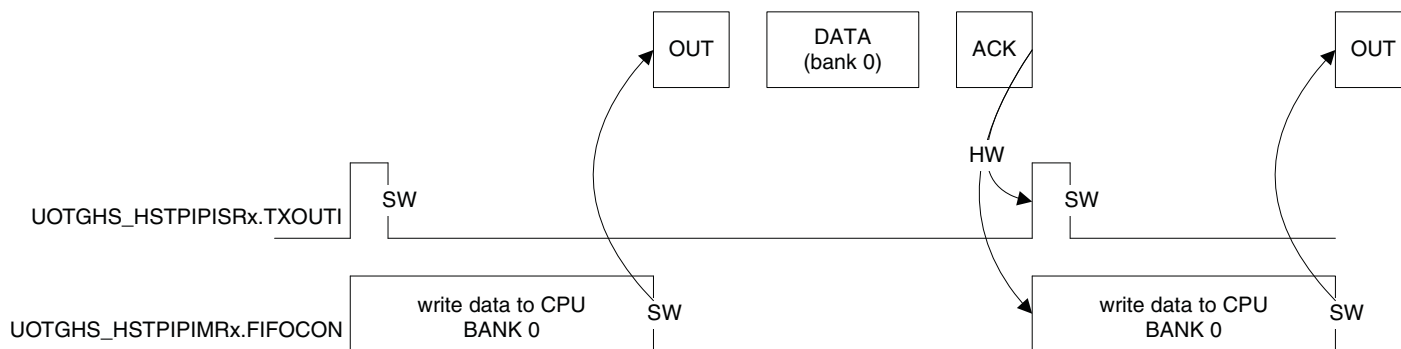 OUT
DATA
(bank 0)
ACK
OUT
HW
SW
SW
UOTGHS_HSTPIPISRx.TXOUTI
write data to CPU
BANK 0
SW
write data to CPU
BANK 0
SW
UOTGHS_HSTPIPIMRx.FIFOCON